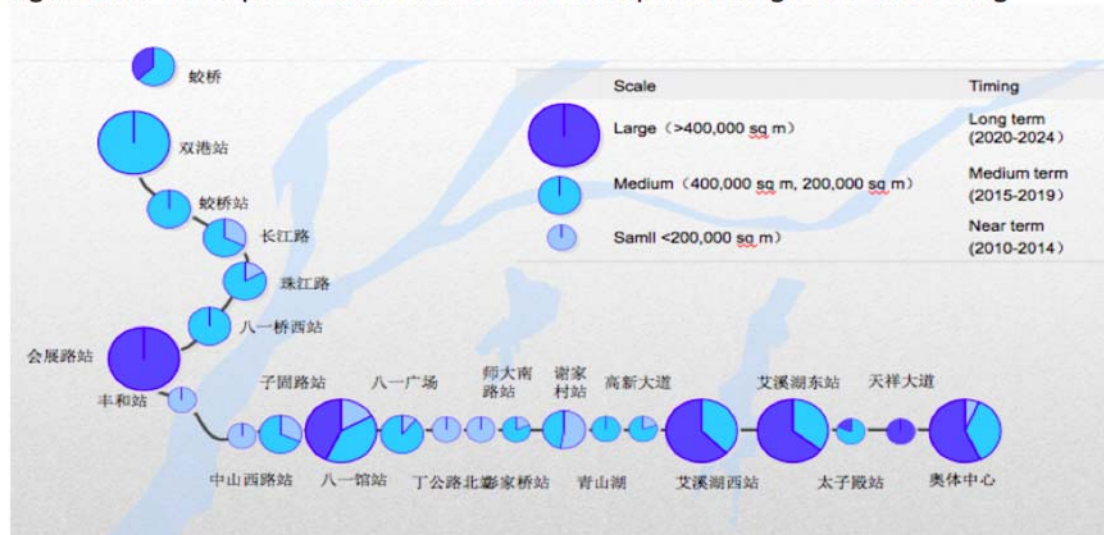 蛟桥
双港站
蛟桥站
长江路
珠江路
八一桥西站
会展路站
丰和站
Scale
Timing
Large（>400,000 sq m）
Long term
(2020-2024）
Medium（400,000 sq m, 200,000 sq m）
Medium term
(2015-2019）
Samll <200,000 sq m）
Near term
(2010-2014）
子固路站
八一广场
师大南
路站
谢家
村站
高新大道
艾溪湖东站
天祥大道
中山西路站
八一馆站
丁公路北
家桥站
青山湖
艾溪湖西站
太子殿站
奥体中心